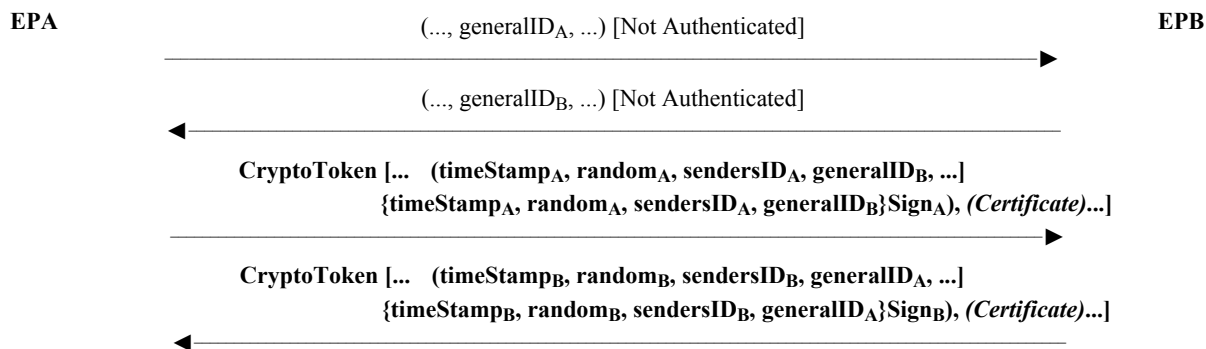 EPA (..., generalID_A, ...) [Not Authenticated] EPB
(..., generalID_B, ...) [Not Authenticated]
CryptoToken [... (timeStamp_A, random_A, sendersID_A, generalID_B, ...]
{timeStamp_A, random_A, sendersID_A, generalID_B}Sign_A), (Certificate)...]
CryptoToken [... (timeStamp_B, random_B, sendersID_B, generalID_A, ...]
{timeStamp_B, random_B, sendersID_B, generalID_A}Sign_B), (Certificate)...]